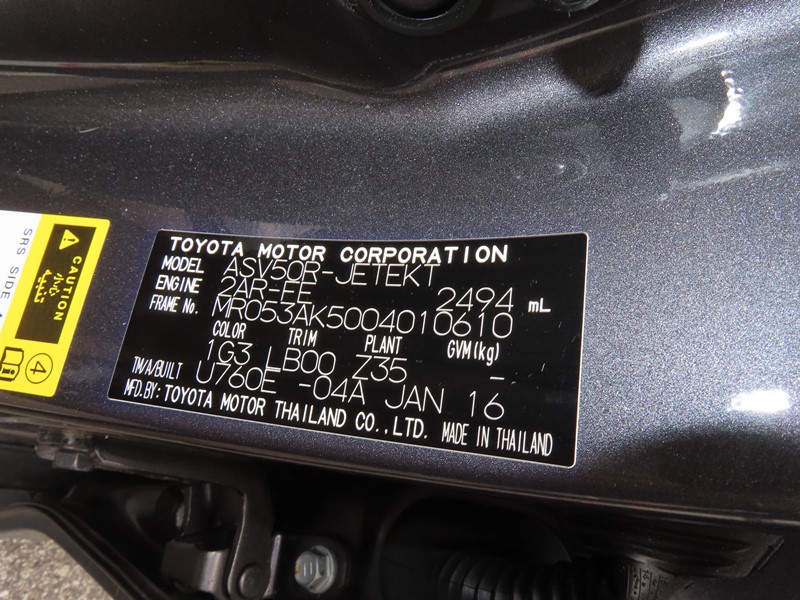 TOYOTA MOTOR CORPORATION
MODEL ASV50R-JETEKT
ENGINE 2AR-FE 2494 mL
FRAME No. MR053AK5004010610
COLOR TRIM PLANT GVM(kg)
1G3 LB00 Z35 –
TM/A/BUILT U760E -04A JAN 16
MFD.BY: TOYOTA MOTOR THAILAND CO.,LTD. MADE IN THAILAND
CAUTION
SRS SIDE
4